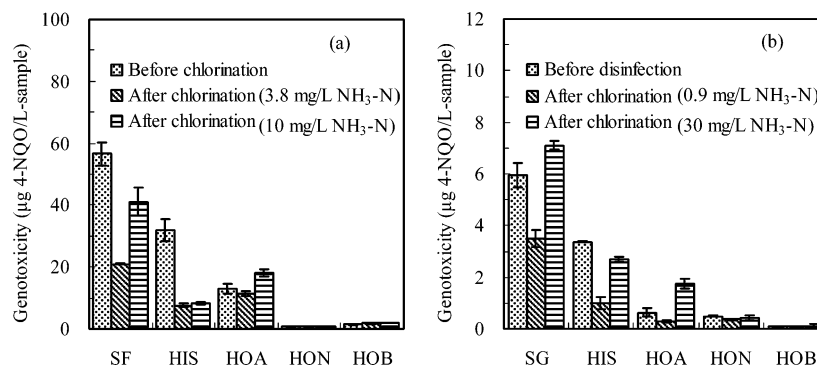 Genotoxicity (µg 4-NQO/L-sample)
100
80
60
40
20
0
(a)
Before chlorination
After chlorination (3.8 mg/L NH₃-N)
After chlorination (10 mg/L NH₃-N)
SF HIS HOA HON HOB
Genotoxicity (µg 4-NQO/L-sample)
12
10
8
6
4
2
0
(b)
Before disinfection
After chlorination (0.9 mg/L NH₃-N)
After chlorination (30 mg/L NH₃-N)
SG HIS HOA HON HOB